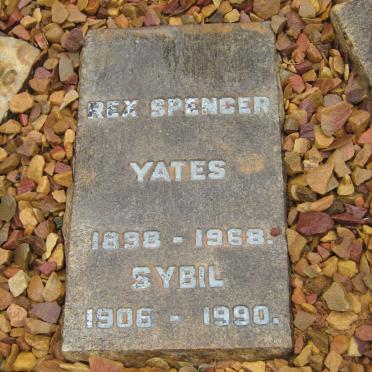 REX SPENCER
YATES
1898 - 1968.
SYBIL
1906 - 1990.